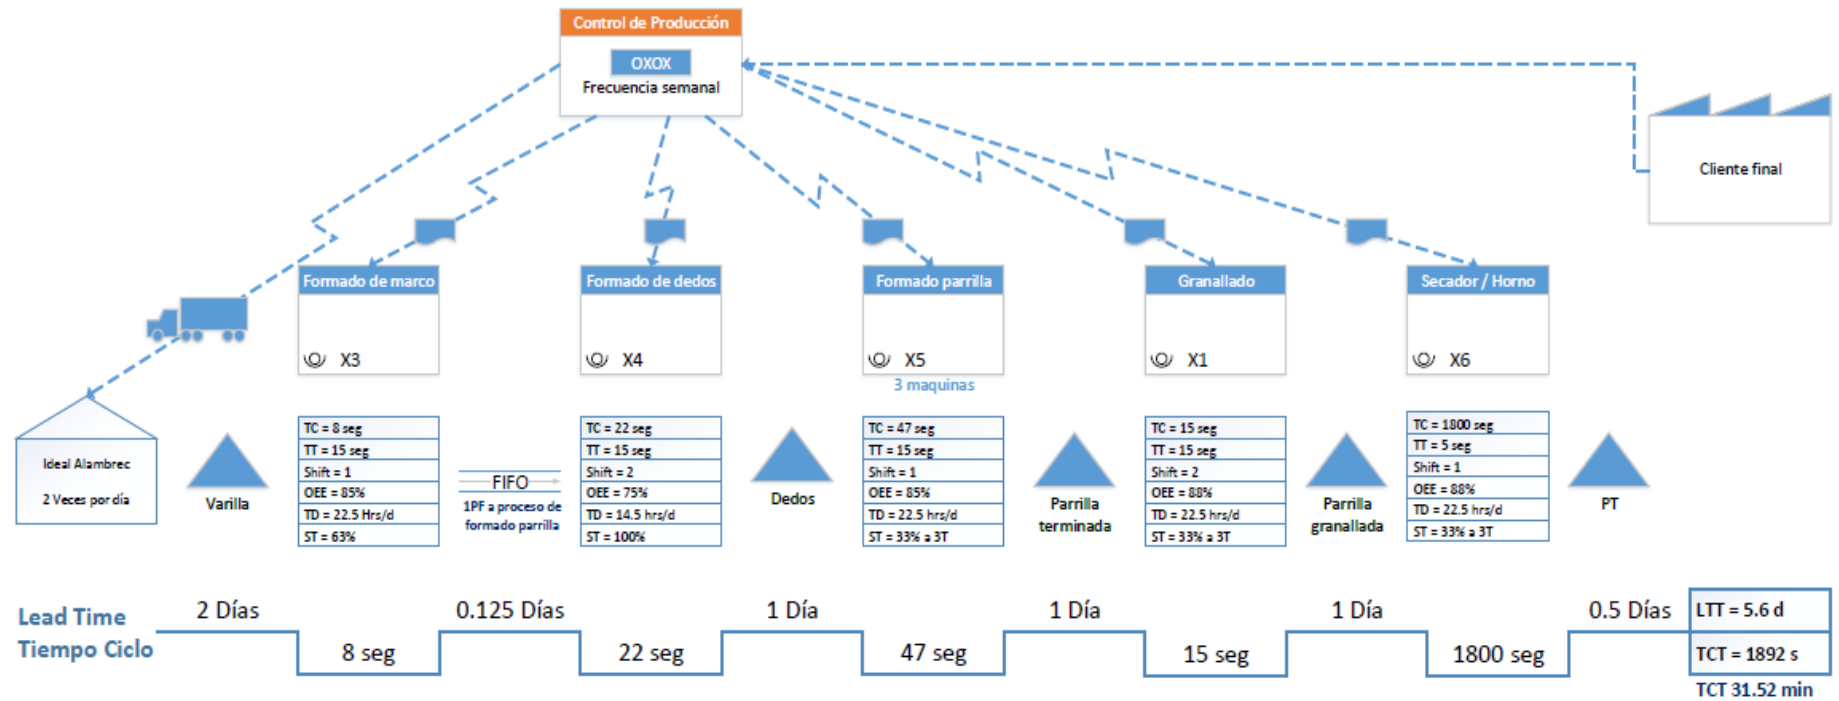 Control de Producción
OXOX
Frecuencia semanal
Cliente final
Formado de marco
X3
Formado de dedos
X4
Formado parrilla
X5
3 maquinas
Granallado
X1
Secador / Horno
X6
Ideal Alambrec
2 Veces por día
Varilla
TC = 8 seg
TT = 15 seg
Shift = 1
OEE = 85%
TD = 22.5 Hrs/d
ST = 63%
FIFO
1PF a proceso de
formado parrilla
TC = 22 seg
TT = 15 seg
Shift = 2
OEE = 75%
TD = 14.5 hrs/d
ST = 100%
Dedos
TC = 47 seg
TT = 15 seg
Shift = 1
OEE = 85%
TD = 22.5 hrs/d
ST = 33% a 3T
Parrilla
terminada
TC = 15 seg
TT = 15 seg
Shift = 2
OEE = 88%
TD = 22.5 hrs/d
ST = 33% a 3T
Parrilla
granallada
TC = 1800 seg
TT = 5 seg
Shift = 1
OEE = 88%
TD = 22.5 hrs/d
ST = 33% a 3T
PT
Lead Time
Tiempo Ciclo
2 Días
8 seg
0.125 Días
22 seg
1 Día
47 seg
1 Día
15 seg
1 Día
1800 seg
0.5 Días
LTT = 5.6 d
TCT = 1892 s
TCT 31.52 min